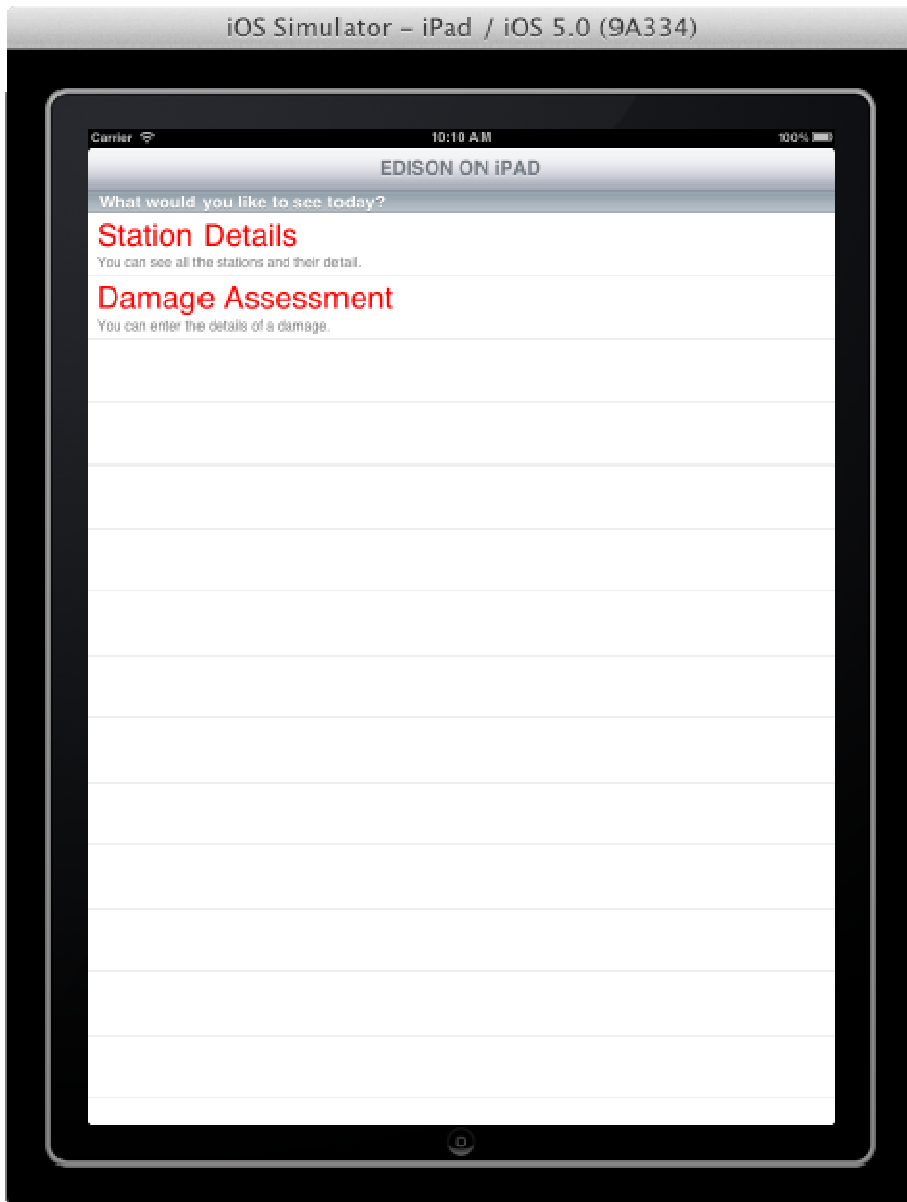 iOS Simulator – iPad / iOS 5.0 (9A334)
Carrier 10:10 AM 100%
EDISON ON iPAD
What would you like to see today?
Station Details
You can see all the stations and their detail.
Damage Assessment
You can enter the details of a damage.